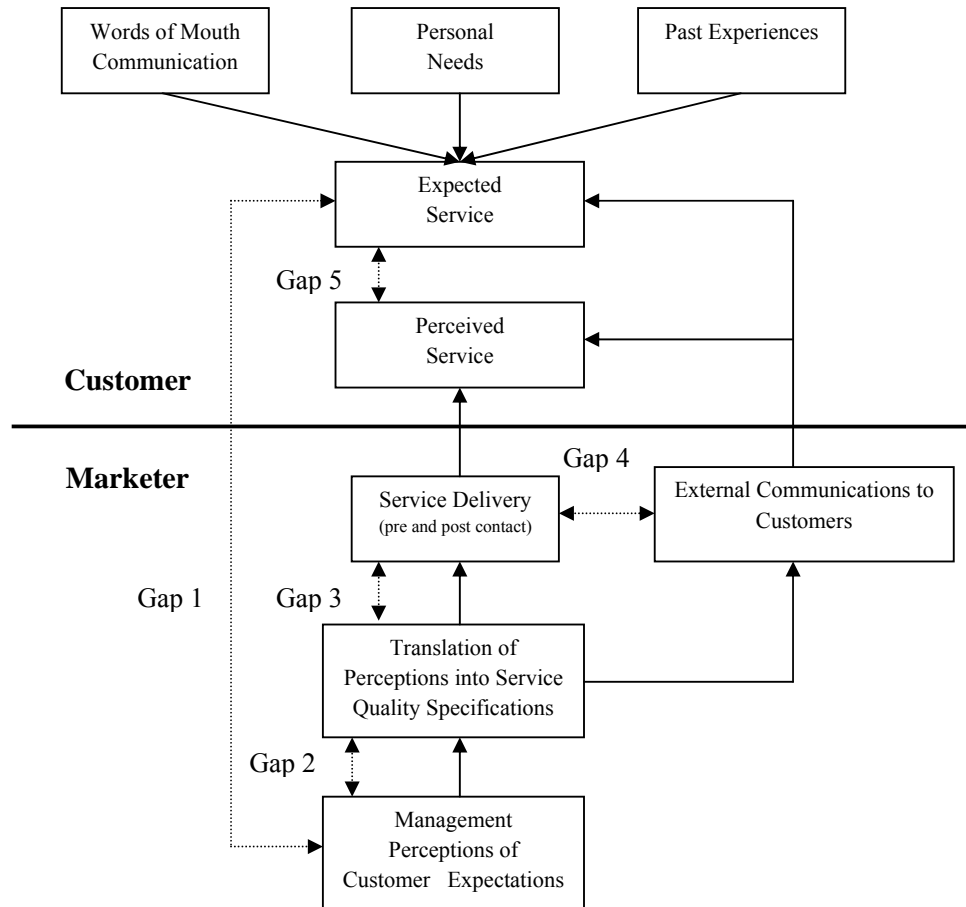 Words of Mouth
Communication
Personal
Needs
Past Experiences
Expected
Service
Gap 5
Perceived
Service
Customer
Marketer
Gap 4
Service Delivery
(pre and post contact)
External Communications to
Customers
Gap 1
Gap 3
Translation of
Perceptions into Service
Quality Specifications
Gap 2
Management
Perceptions of
Customer Expectations